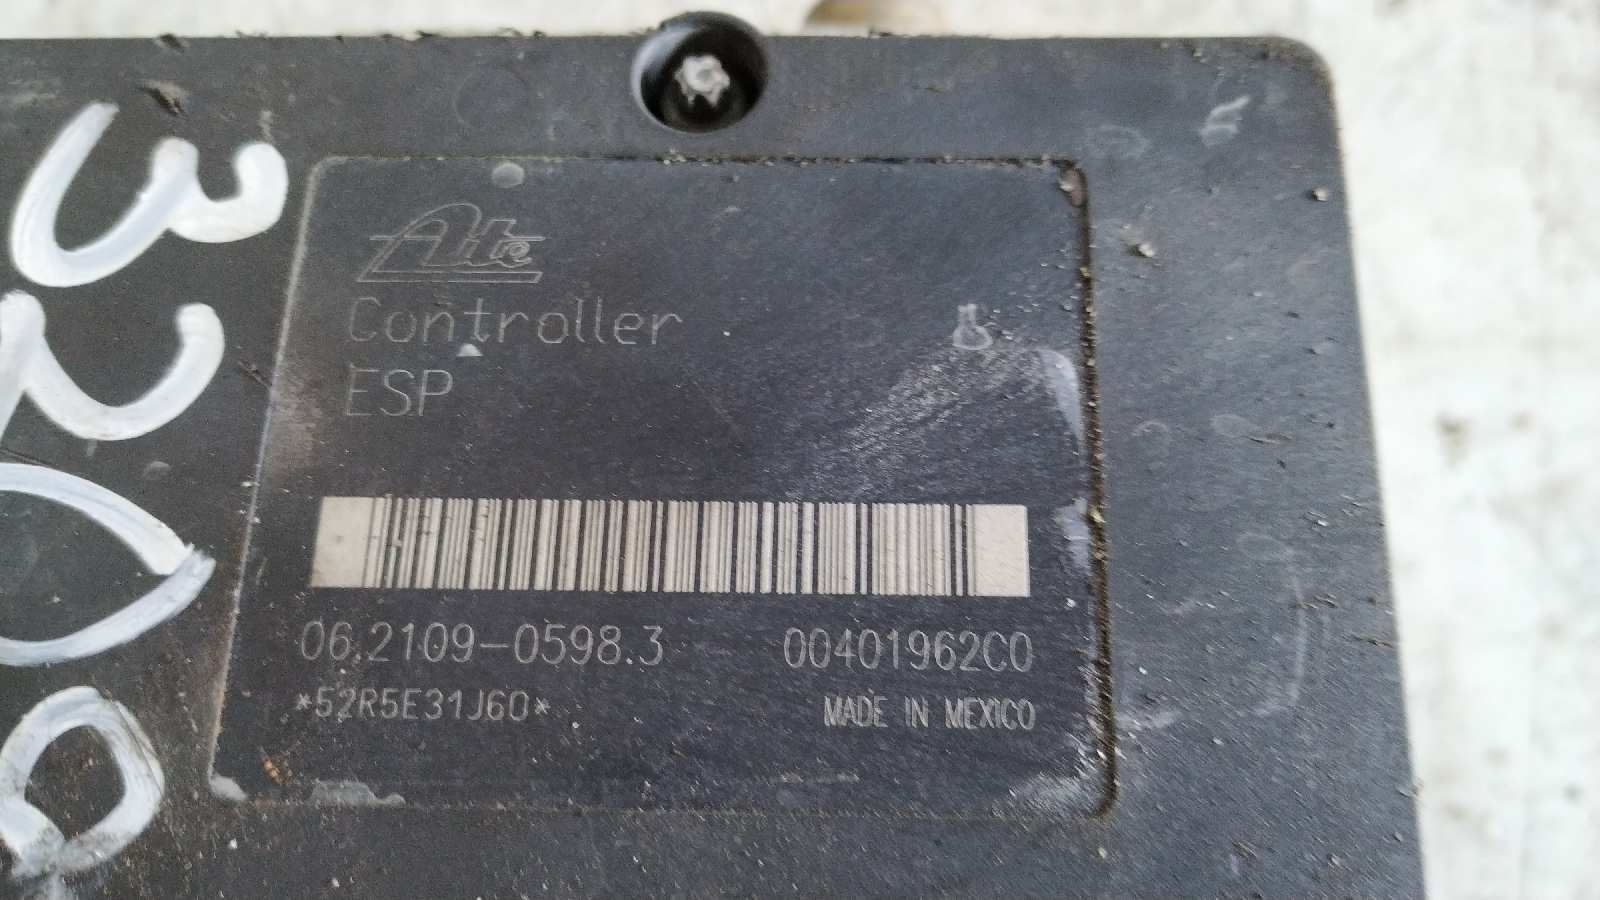 Ate
Controller
ESP
06.2109-0598.3 00401962C0
*52R5E31J60* MADE IN MEXICO